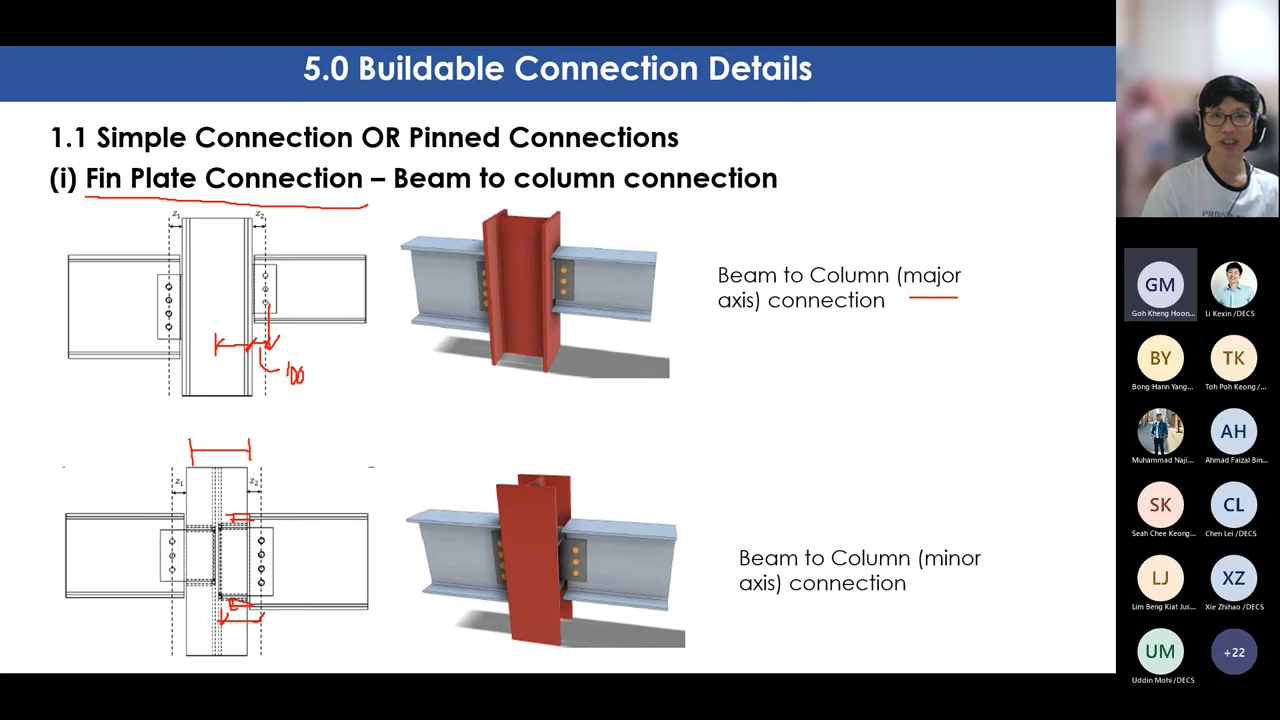 5.0 Buildable Connection Details
1.1 Simple Connection OR Pinned Connections
(i) Fin Plate Connection – Beam to column connection
z1
z2
Beam to Column (major
axis) connection
100
z1
z2
Beam to Column (minor
axis) connection
GM
Goh Kheng Hoon...
Li Kexin /DECS
BY
Bong Hann Yang...
TK
Toh Poh Keong /...
Muhammad Naji...
AH
Ahmad Faizal Bin...
SK
Seah Chee Keong...
CL
Chen Lei /DECS
LJ
Lim Beng Kiat Jus...
XZ
Xie Zhihao /DECS
UM
Uddin Mohi /DECS
+22